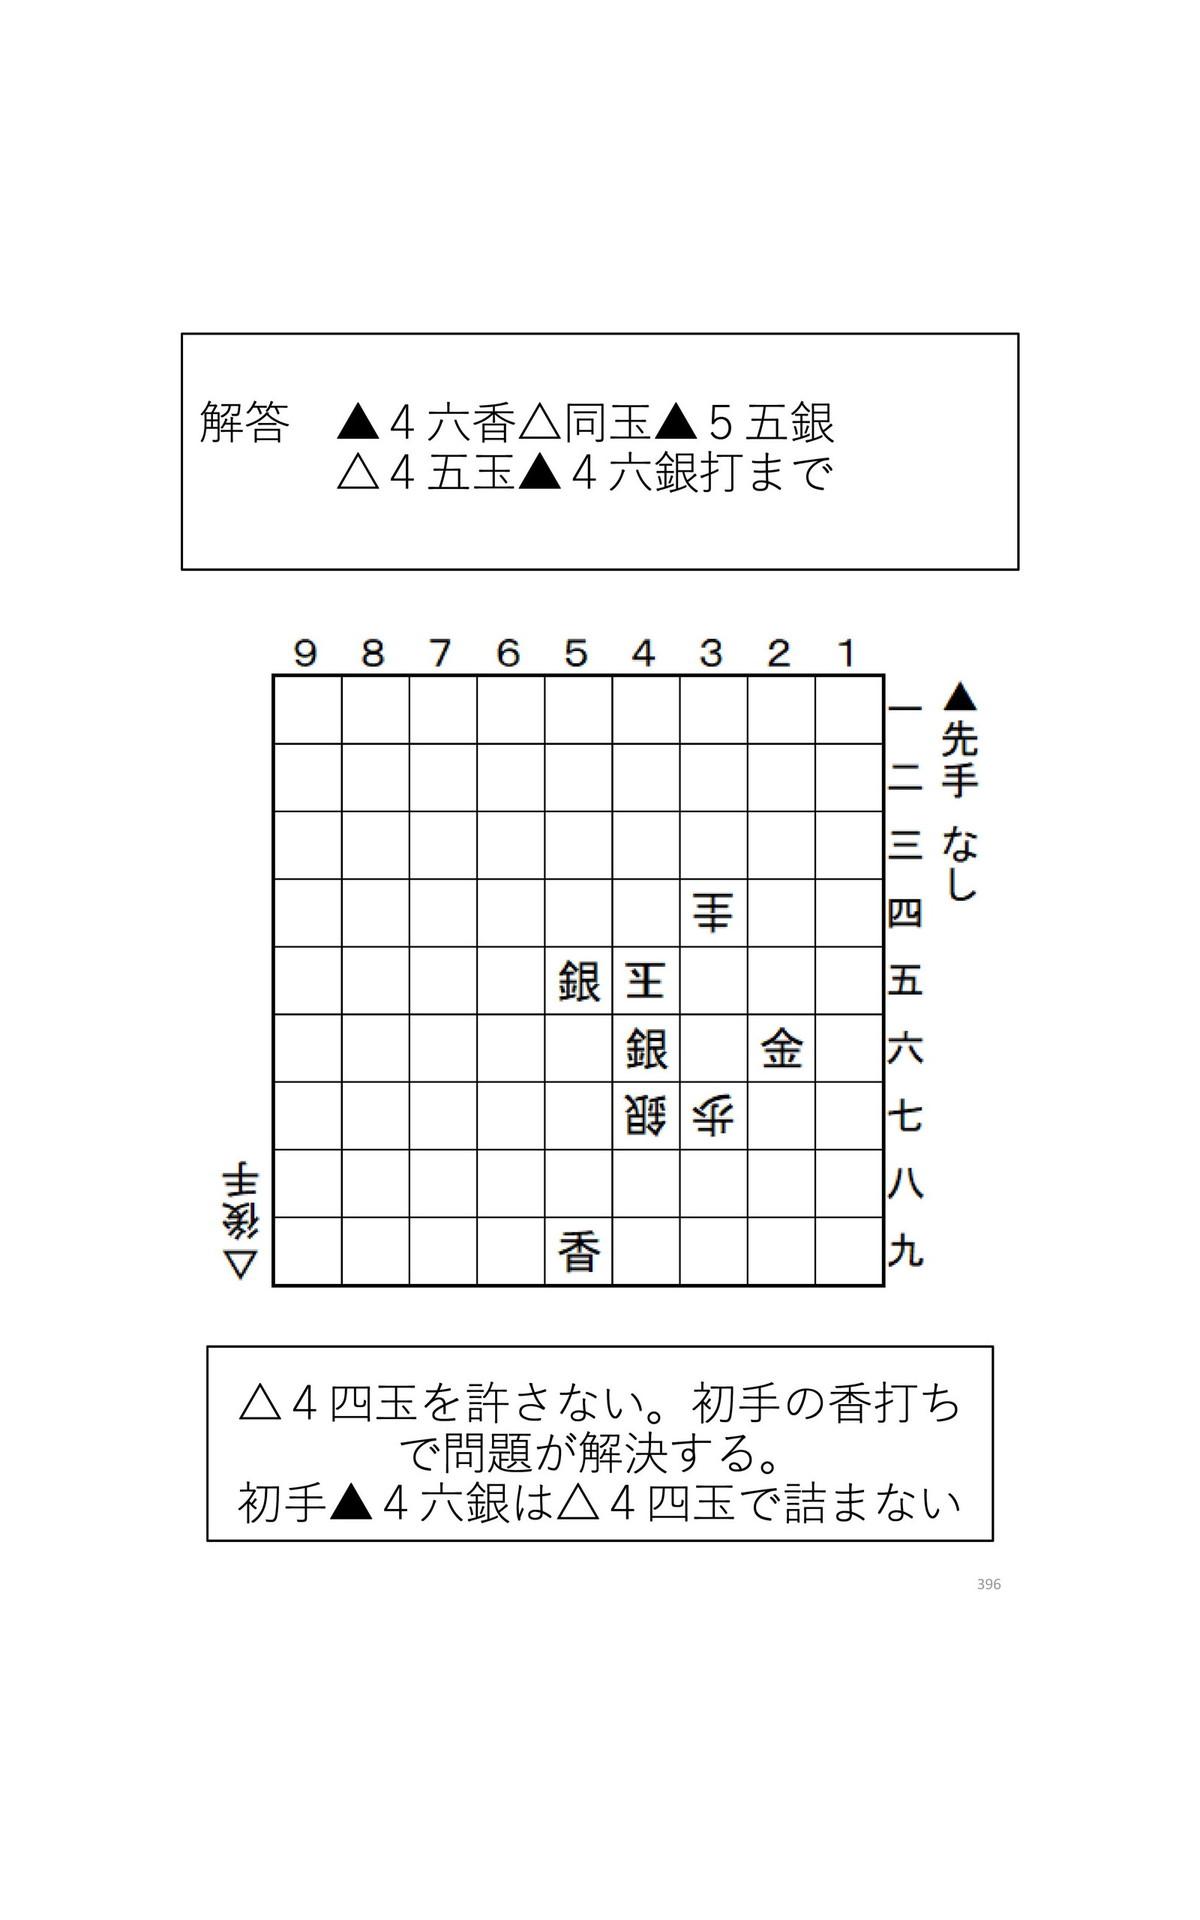 解答　▲４六香△同玉▲５五銀
△４五玉▲４六銀打まで
９ ８ ７ ６ ５ ４ ３ ２ １
▲先手 なし
一
二
三
四 圭
五 銀 王
六 銀 金
七 銀 歩
八
九 香
△後手
△４四玉を許さない。初手の香打ち
で問題が解決する。
初手▲４六銀は△４四玉で詰まない
396